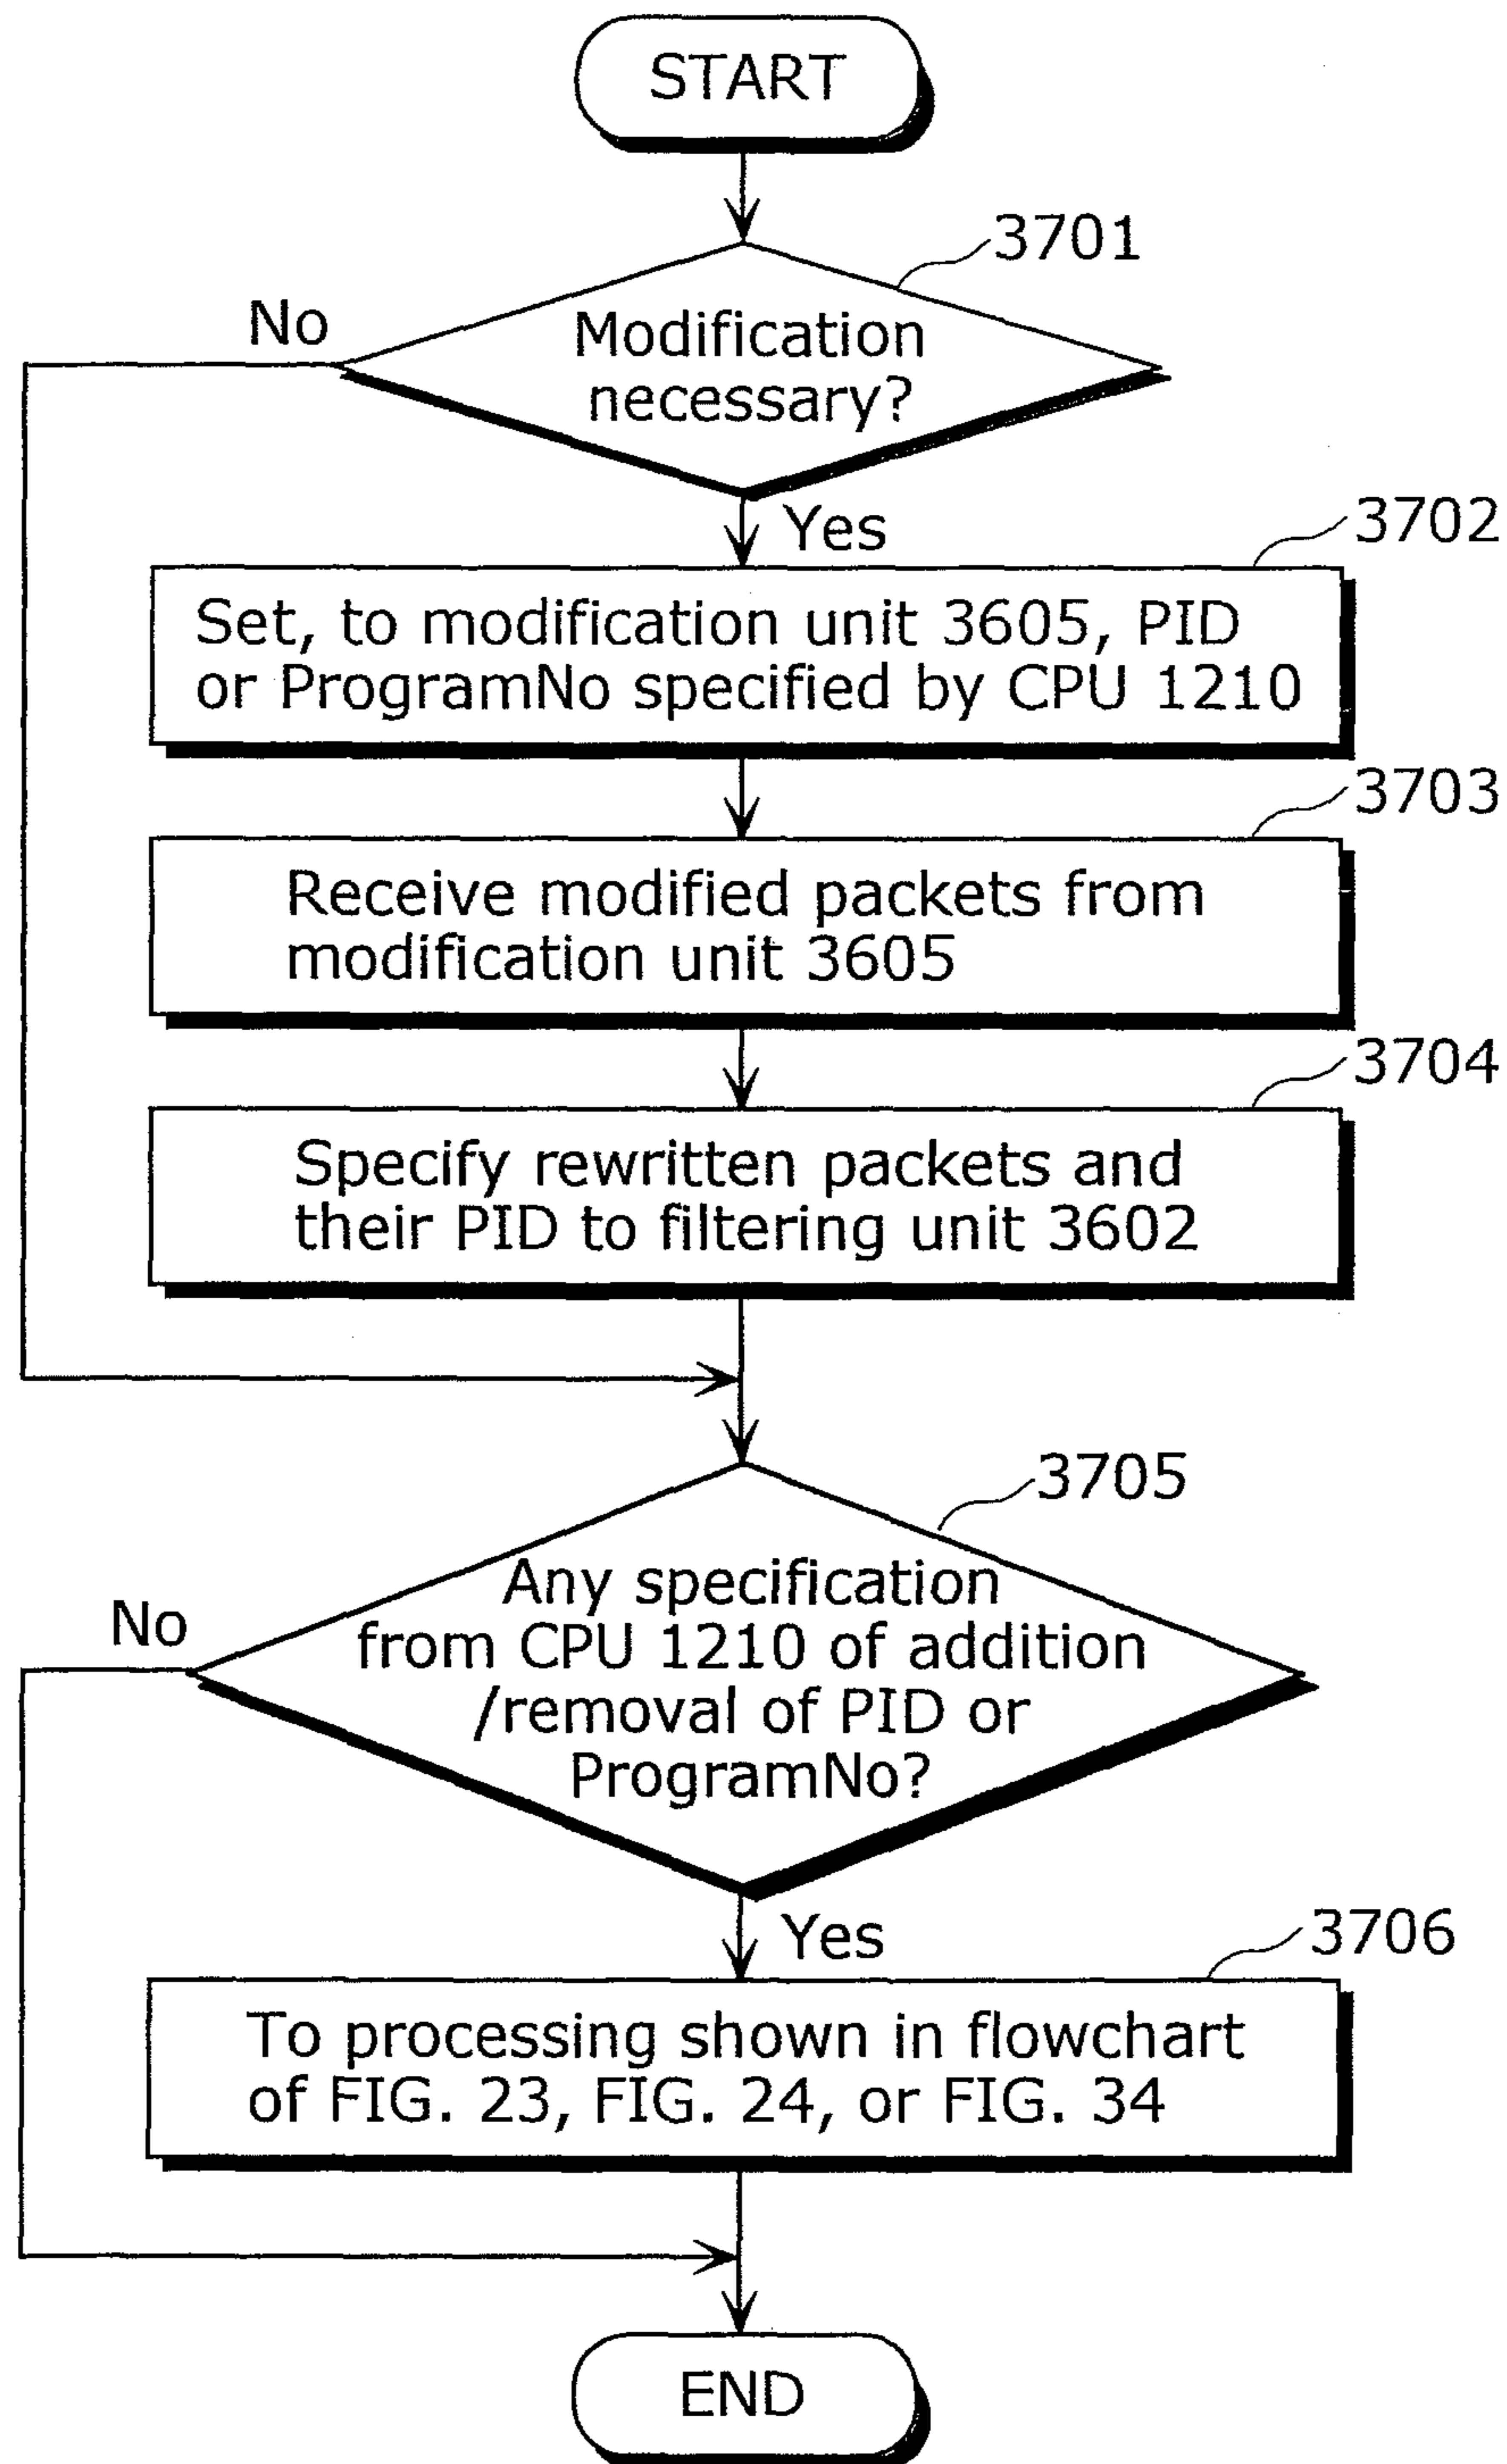 START
3701
No
Modification
necessary?
Yes
3702
Set, to modification unit 3605, PID
or ProgramNo specified by CPU 1210
3703
Receive modified packets from
modification unit 3605
3704
Specify rewritten packets and
their PID to filtering unit 3602
3705
No
Any specification
from CPU 1210 of addition
/removal of PID or
ProgramNo?
Yes
3706
To processing shown in flowchart
of FIG. 23, FIG. 24, or FIG. 34
END